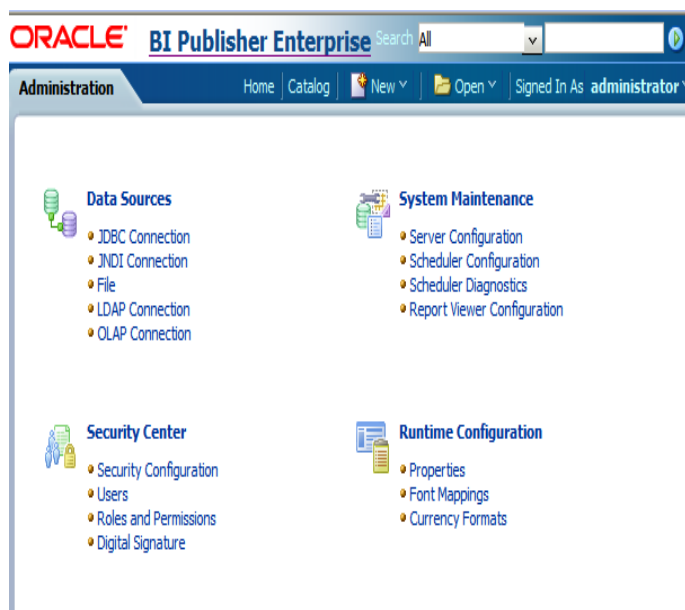 ORACLE BI Publisher Enterprise Search All
Administration Home Catalog New Open Signed In As administrator
Data Sources
JDBC Connection
JNDI Connection
File
LDAP Connection
OLAP Connection
System Maintenance
Server Configuration
Scheduler Configuration
Scheduler Diagnostics
Report Viewer Configuration
Security Center
Security Configuration
Users
Roles and Permissions
Digital Signature
Runtime Configuration
Properties
Font Mappings
Currency Formats